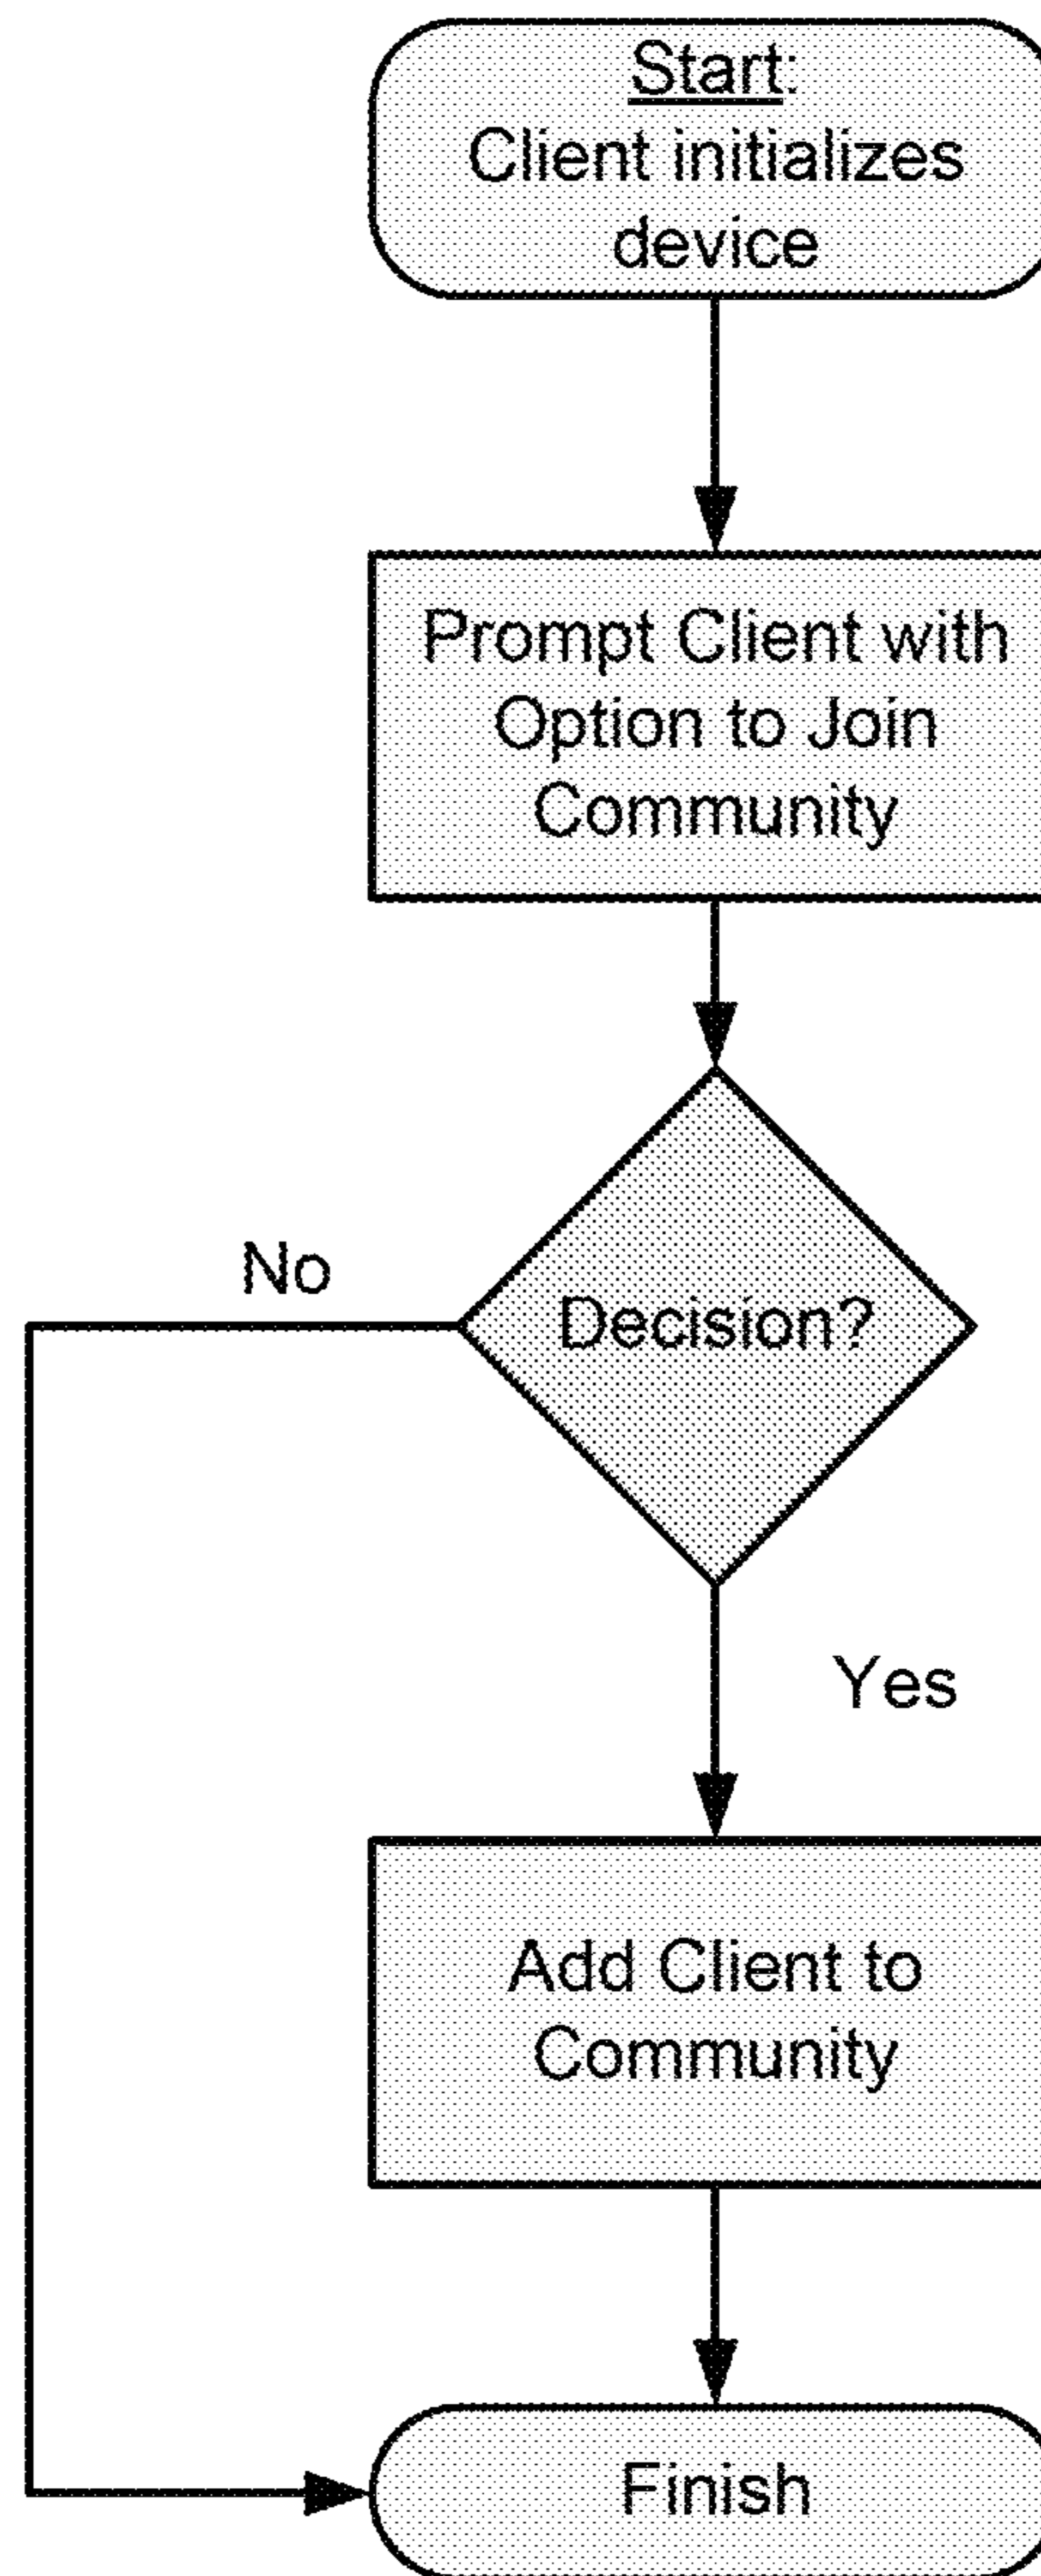 Start:
Client initializes
device
Prompt Client with
Option to Join
Community
No
Decision?
Yes
Add Client to
Community
Finish